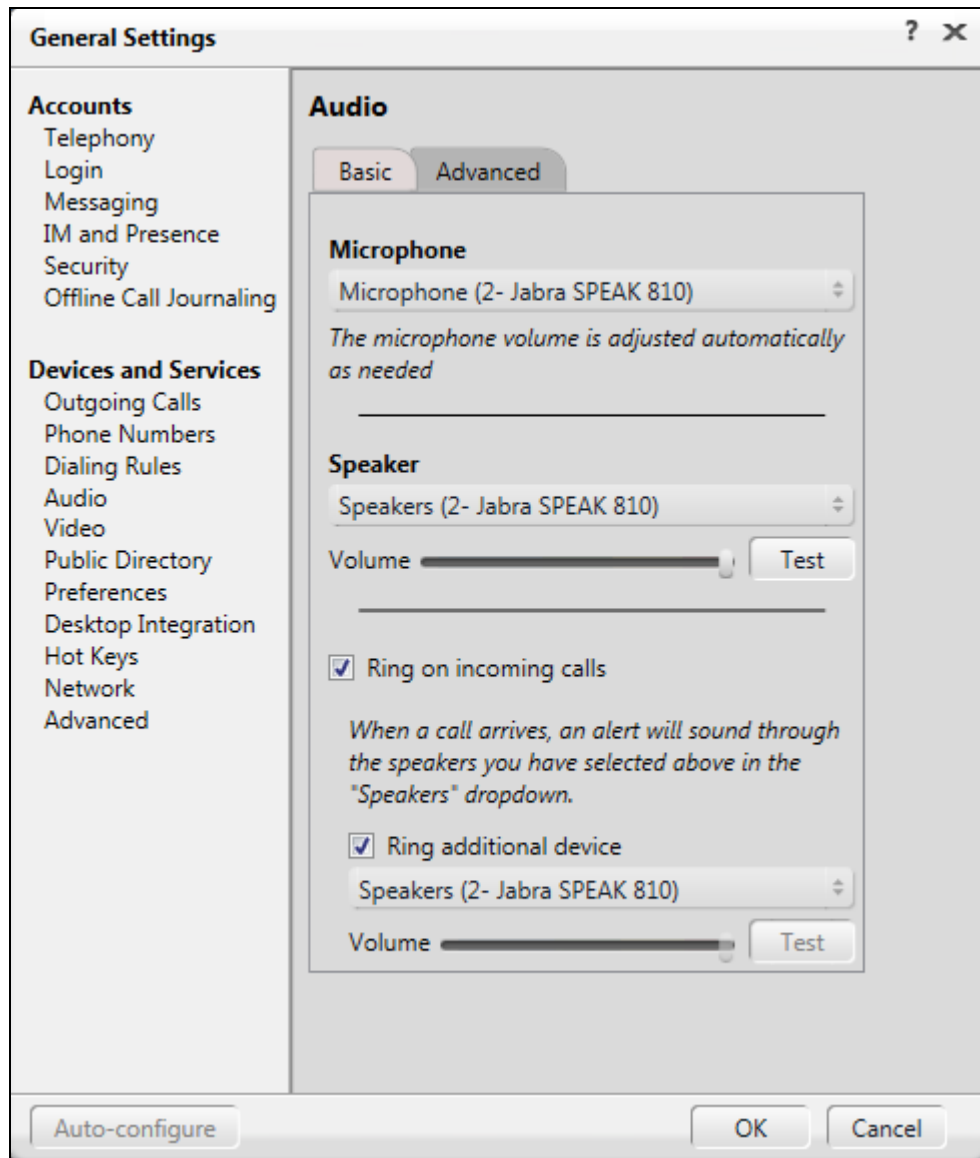 General Settings
?
Accounts
Telephony
Login
Messaging
IM and Presence
Security
Offline Call Journaling
Devices and Services
Outgoing Calls
Phone Numbers
Dialing Rules
Audio
Video
Public Directory
Preferences
Desktop Integration
Hot Keys
Network
Advanced
Audio
Basic
Advanced
Microphone
Microphone (2- Jabra SPEAK 810)
The microphone volume is adjusted automatically
as needed
Speaker
Speakers (2- Jabra SPEAK 810)
Volume
Test
Ring on incoming calls
When a call arrives, an alert will sound through
the speakers you have selected above in the
"Speakers" dropdown.
Ring additional device
Speakers (2- Jabra SPEAK 810)
Volume
Test
Auto-configure
OK
Cancel